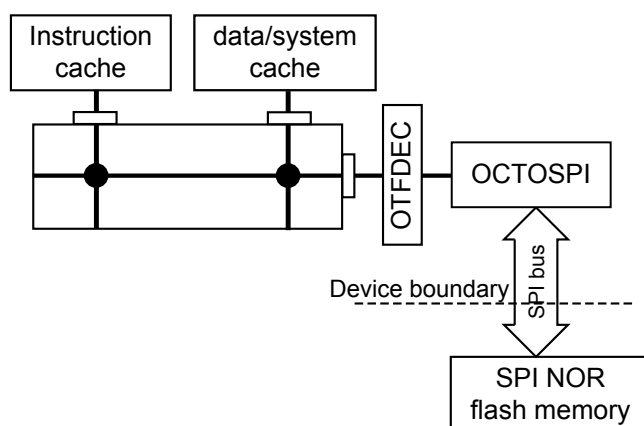 Instruction
cache
data/system
cache
OTFDEC
OCTOSPI
SPI bus
Device boundary
SPI NOR
flash memory